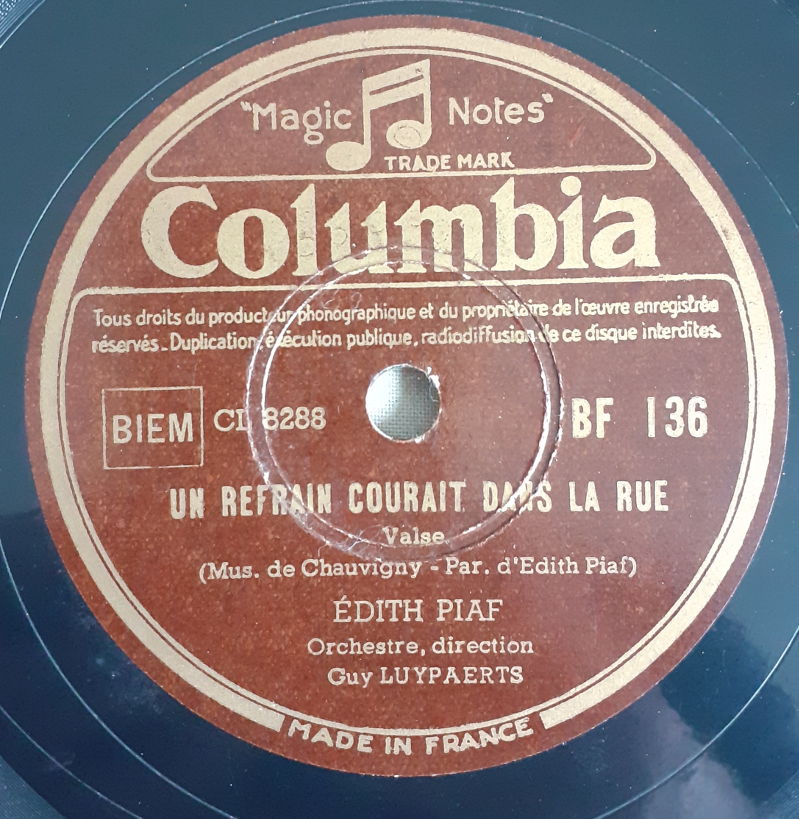 "Magic Notes"
TRADE MARK
Columbia
Tous droits du producteur phonographique et du propriétaire de l'œuvre enregistrée
réservés - Duplication, éxécution publique, radiodiffusion de ce disque interdites.
BIEM CL 8288 BF 136
UN REFRAIN COURAIT DANS LA RUE
Valse
(Mus. de Chauvigny - Par. d'Edith Piaf)
ÉDITH PIAF
Orchestre, direction
Guy LUYPAERTS
MADE IN FRANCE